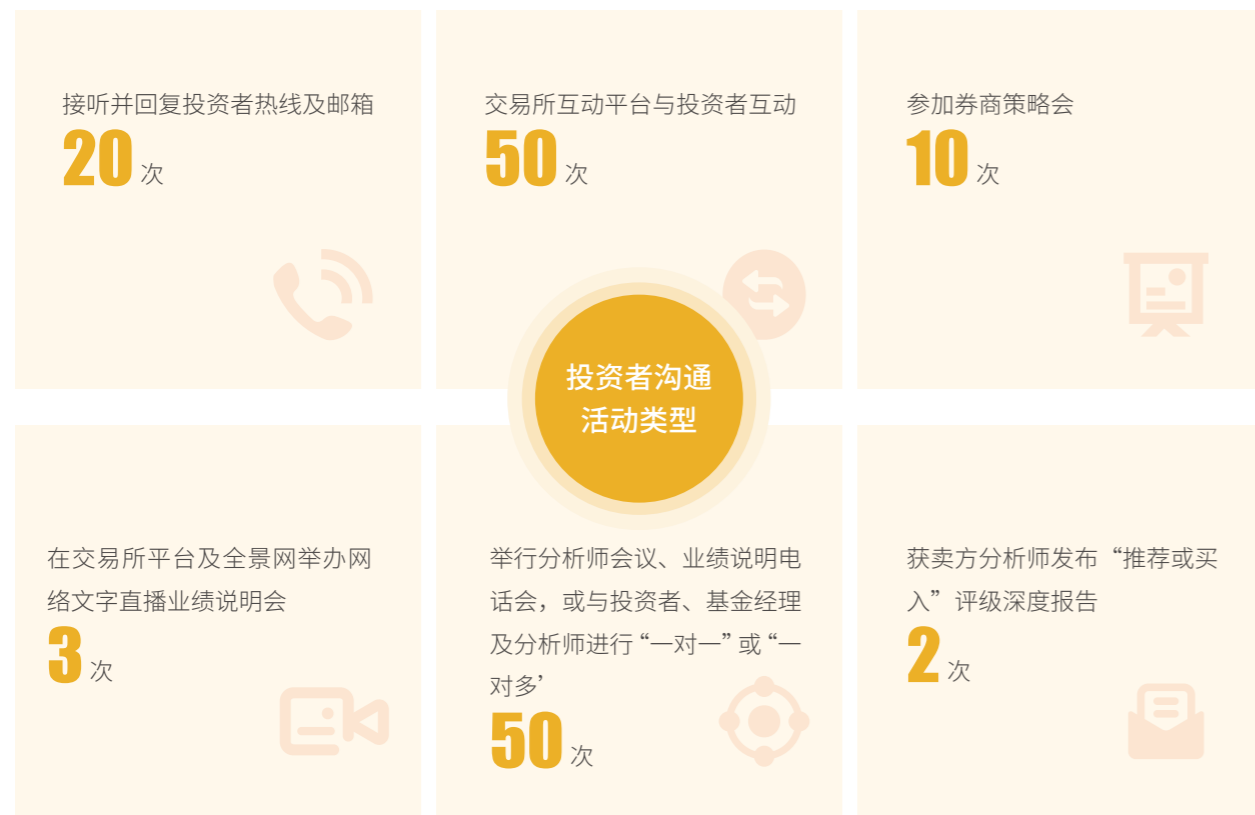 接听并回复投资者热线及邮箱
20 次
交易所互动平台与投资者互动
50 次
参加券商策略会
10 次
投资者沟通
活动类型
在交易所平台及全景网举办网
络文字直播业绩说明会
3 次
举行分析师会议、业绩说明电
话会，或与投资者、基金经理
及分析师进行“一对一”或“一
对多’
50 次
获卖方分析师发布“推荐或买
入”评级深度报告
2 次